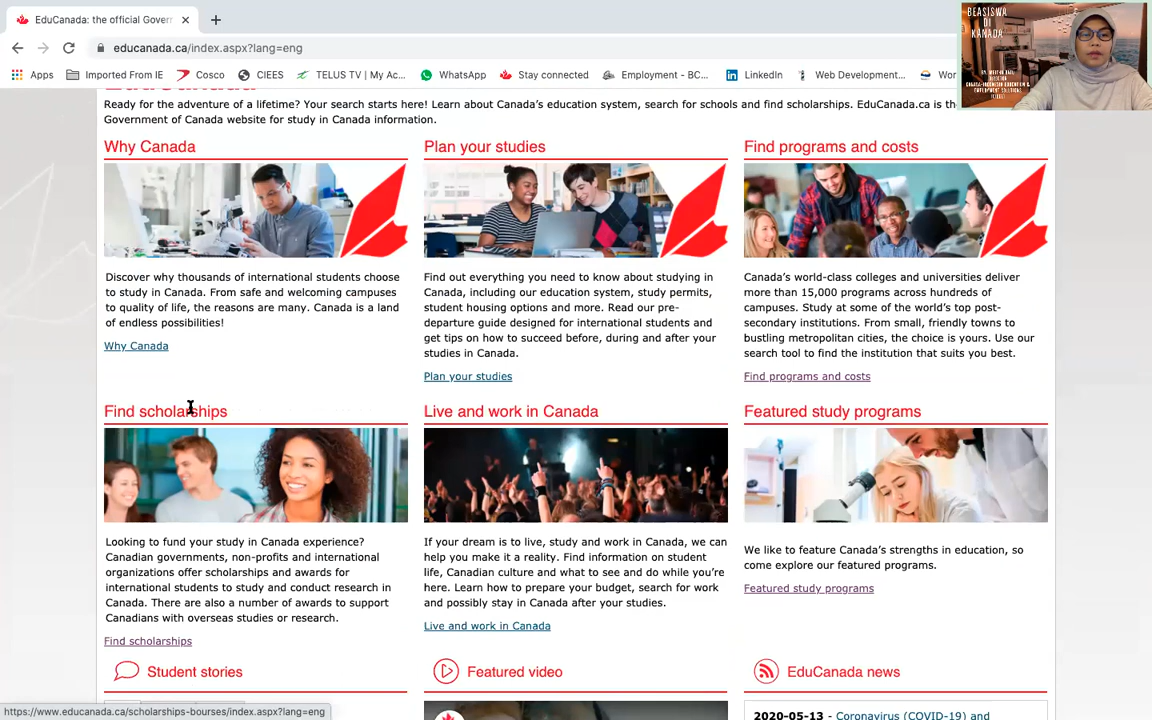 EduCanada: the official Govern
educanada.ca/index.aspx?lang=eng
Apps
Imported From IE
Cosco
CIEES
TELUS TV | My Ac...
WhatsApp
Stay connected
Employment - BC...
LinkedIn
Web Development...
Wo
BEASISWA
DI
KANADA
Ready for the adventure of a lifetime? Your search starts here! Learn about Canada's education system, search for schools and find scholarships. EduCanada.ca is th
Government of Canada website for study in Canada information.
Why Canada
Plan your studies
Find programs and costs
Discover why thousands of international students choose
to study in Canada. From safe and welcoming campuses
to quality of life, the reasons are many. Canada is a land
of endless possibilities!
Why Canada
Find out everything you need to know about studying in
Canada, including our education system, study permits,
student housing options and more. Read our pre-
departure guide designed for international students and
get tips on how to succeed before, during and after your
studies in Canada.
Plan your studies
Canada's world-class colleges and universities deliver
more than 15,000 programs across hundreds of
campuses. Study at some of the world's top post-
secondary institutions. From small, friendly towns to
bustling metropolitan cities, the choice is yours. Use our
search tool to find the institution that suits you best.
Find programs and costs
Find scholarships
Live and work in Canada
Featured study programs
Looking to fund your study in Canada experience?
Canadian governments, non-profits and international
organizations offer scholarships and awards for
international students to study and conduct research in
Canada. There are also a number of awards to support
Canadians with overseas studies or research.
Find scholarships
If your dream is to live, study and work in Canada, we can
help you make it a reality. Find information on student
life, Canadian culture and what to see and do while you're
here. Learn how to prepare your budget, search for work
and possibly stay in Canada after your studies.
Live and work in Canada
We like to feature Canada's strengths in education, so
come explore our featured programs.
Featured study programs
Student stories
Featured video
EduCanada news
2020-05-13 - Coronavirus (COVID-19) and
https://www.educanada.ca/scholarships-bourses/index.aspx?lang=eng